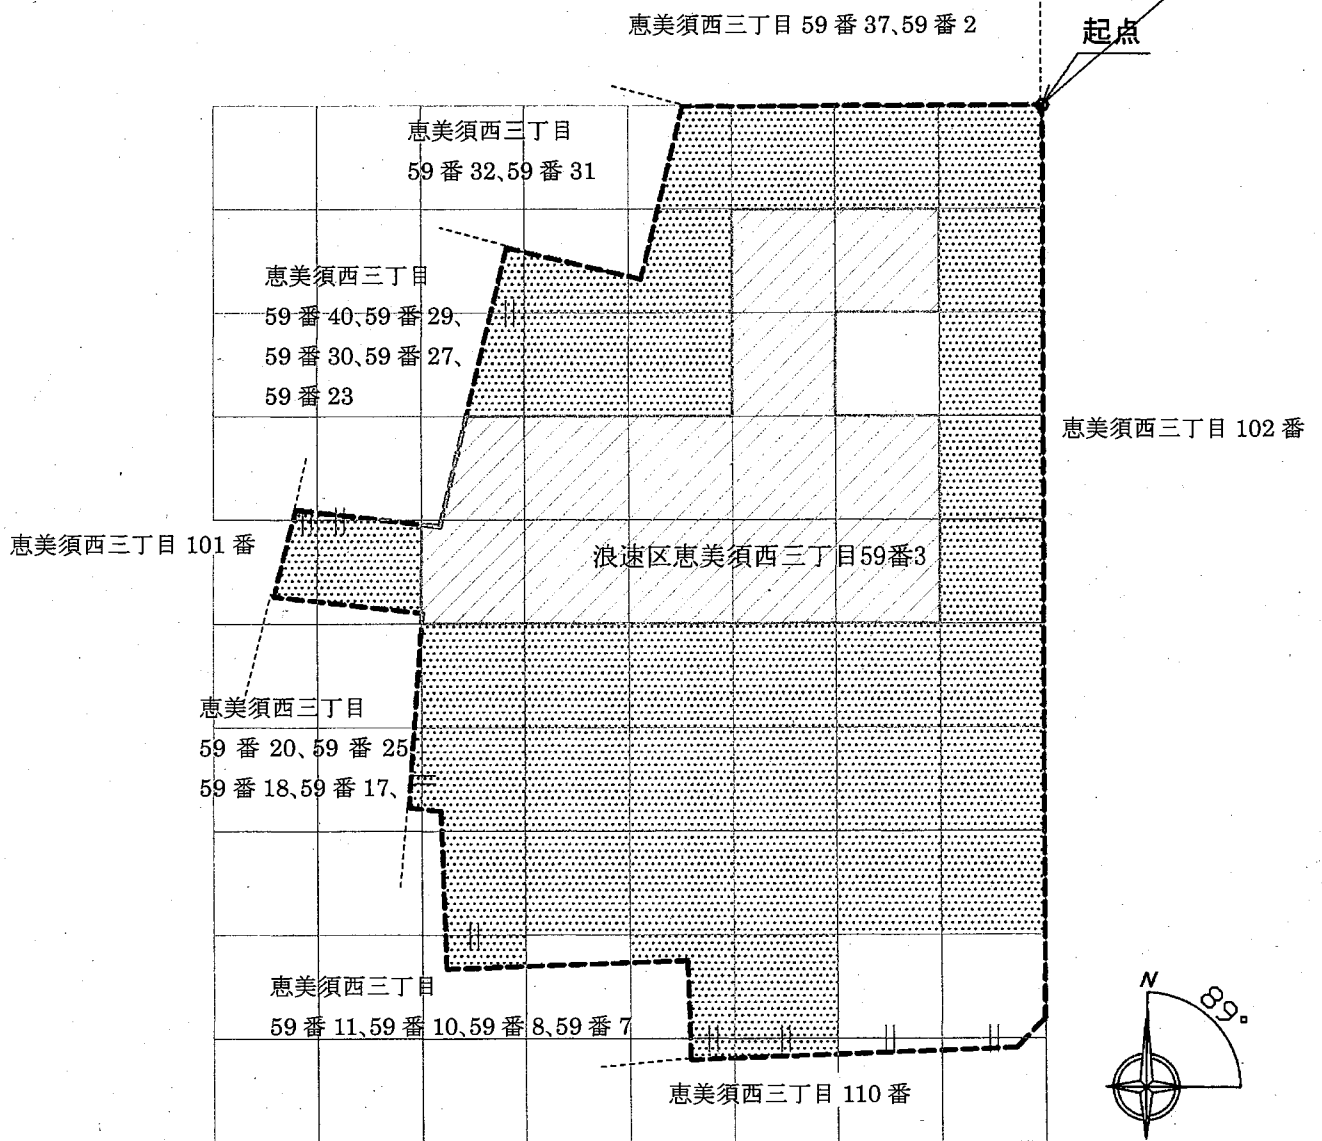 恵美須西三丁目 59 番 37、59 番 2
起点
恵美須西三丁目
59 番 32、59 番 31
恵美須西三丁目
59 番 40、59 番 29、
59 番 30、59 番 27、
59 番 23
恵美須西三丁目 102 番
恵美須西三丁目 101 番
浪速区恵美須西三丁目59番3
恵美須西三丁目
59 番 20、59 番 25
59 番 18、59 番 17、
恵美須西三丁目
59 番 11、59 番 10、59 番 8、59 番 7
恵美須西三丁目 110 番
N
89°